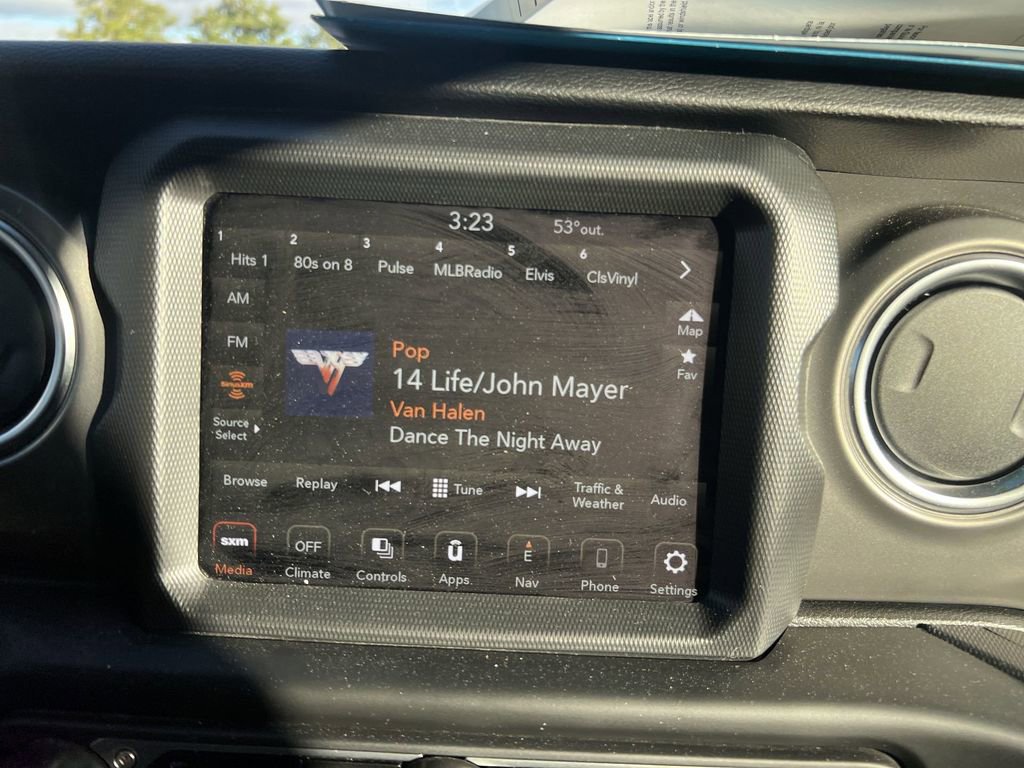 3:23
53°out.
1
2
3
4
5
6
Hits 1
80s on 8
Pulse
MLBRadio
Elvis
ClsVinyl
AM
FM
SiriusXM
Source
Select
Map
Fav
Pop
14 Life/John Mayer
Van Halen
Dance The Night Away
Browse
Replay
Tune
Traffic &
Weather
Audio
sxm
Media
OFF
Climate
Controls
u
Apps
E
Nav
Phone
Settings